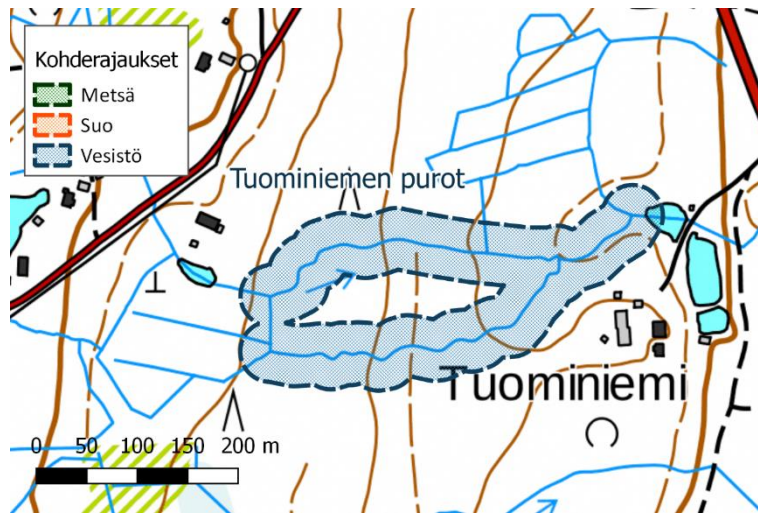 Kohderajaukset
Metsä
Suo
Vesistö
Tuominiemen purot
Tuominiemi
0 50 100 150 200 m